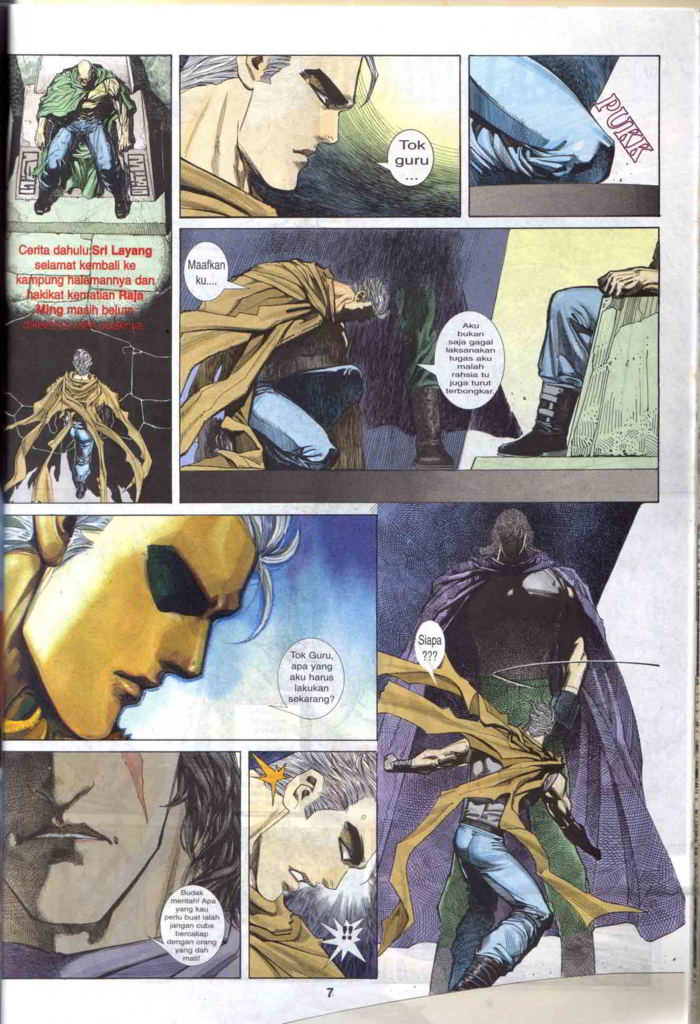 Cerita dahulu:Sri Layang
selamat kembali ke
kampung halamannya dan
hakikat kematian Raja
Ming masih belum
Tok
guru
...
PUKK
Maafkan
ku....
Aku
bukan
saja gagal
laksanakan
tugas aku
malah
rahsia tu
juga turut
terbongkar.
Tok Guru,
apa yang
aku harus
lakukan
sekarang?
Siapa
???
Budak
mentah! Apa
yang kau
perlu buat ialah
jangan cuba
bercakap
dengan orang
yang dah
mati!
!!
7